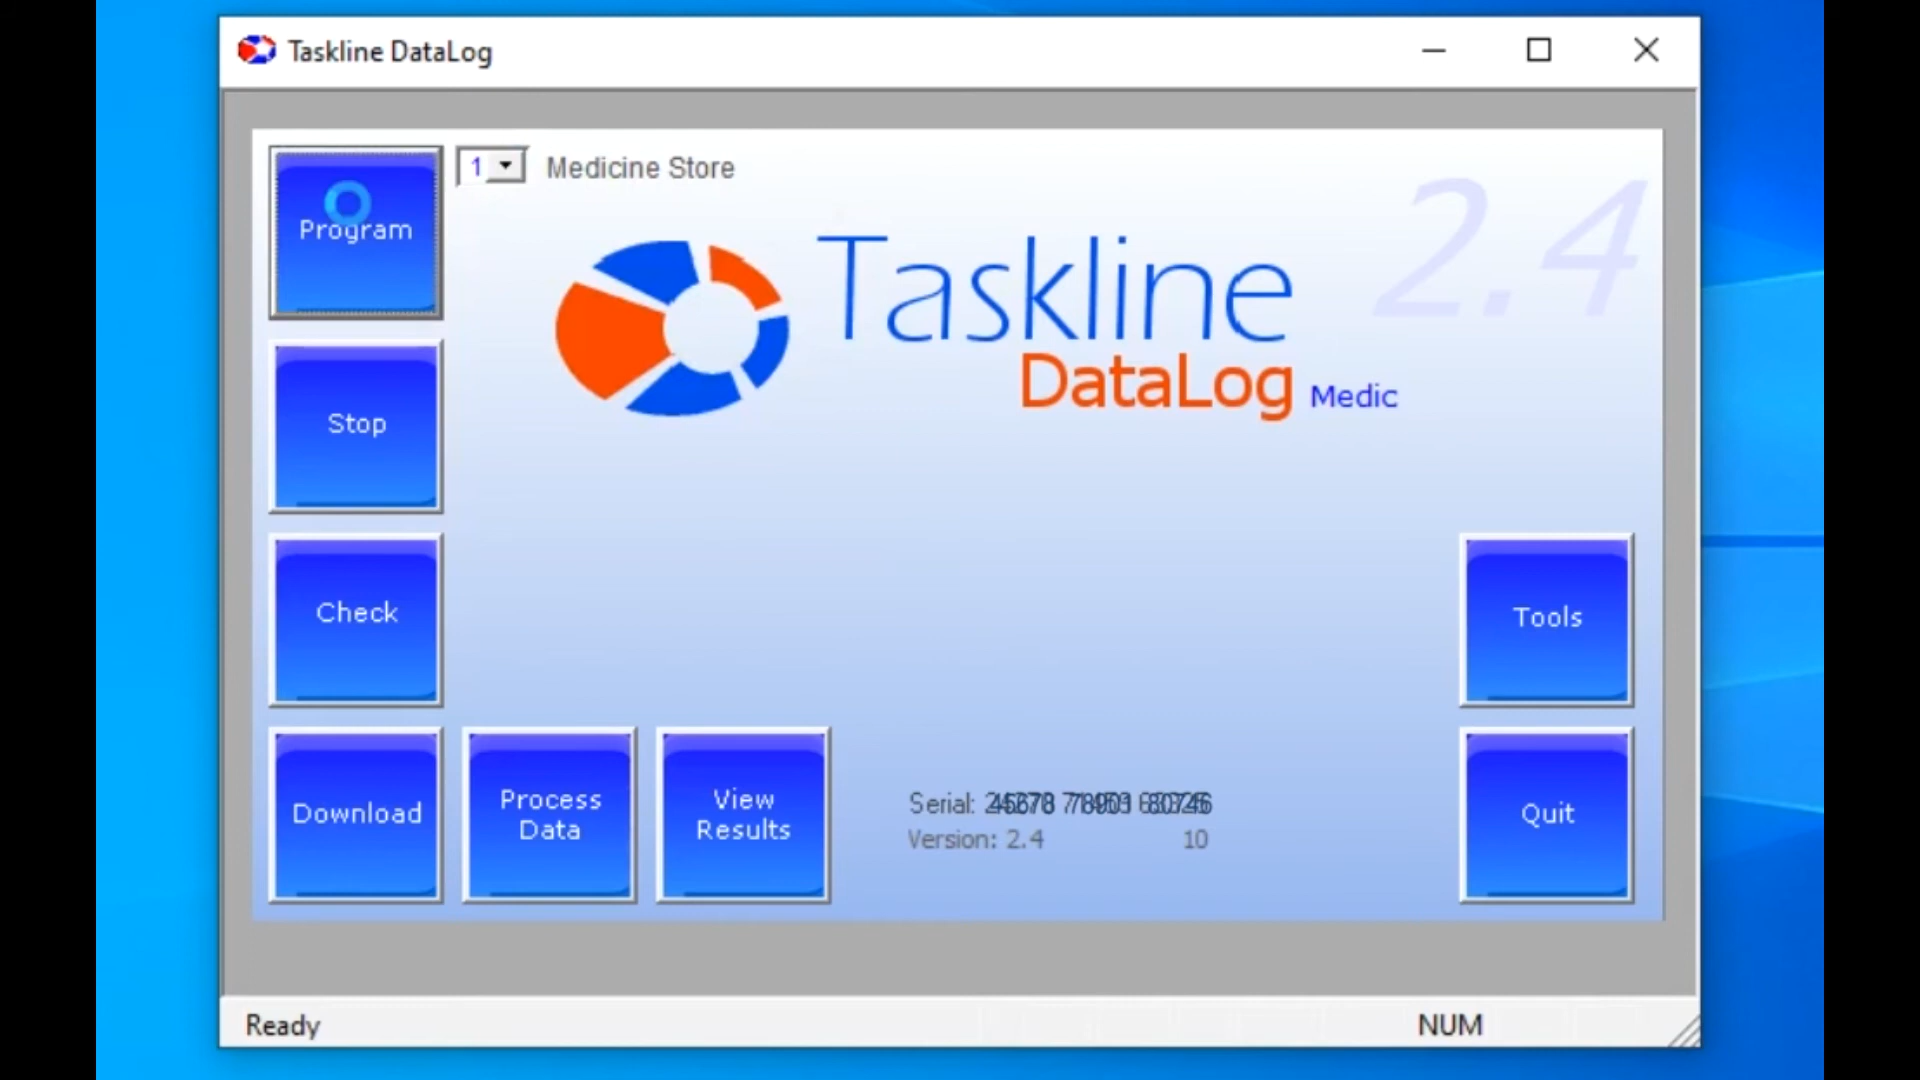 Taskline DataLog
1 Medicine Store
Program
2.4
Taskline
DataLog Medic
Stop
Check
Tools
Download
Process
Data
View
Results
Serial:
Version: 2.4 10
Quit
Ready
NUM